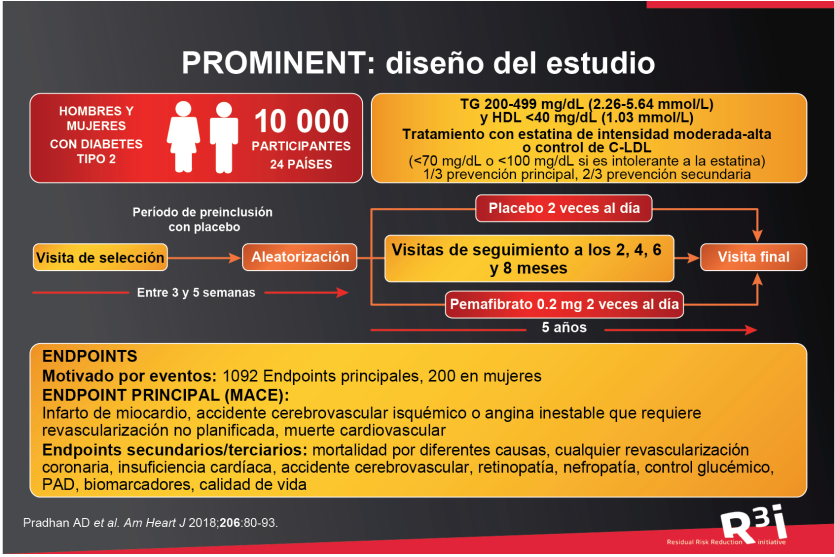 PROMINENT: diseño del estudio
HOMBRES Y
MUJERES
CON DIABETES
TIPO 2
10 000
PARTICIPANTES
24 PAÍSES
TG 200-499 mg/dL (2.26-5.64 mmol/L)
y HDL <40 mg/dL (1.03 mmol/L)
Tratamiento con estatina de intensidad moderada-alta
o control de C-LDL
(<70 mg/dL o <100 mg/dL si es intolerante a la estatina)
1/3 prevención principal, 2/3 prevención secundaria
Período de preinclusión
con placebo
Placebo 2 veces al día
Visita de selección
Aleatorización
Visitas de seguimiento a los 2, 4, 6
y 8 meses
Visita final
Entre 3 y 5 semanas
Pemafibrato 0.2 mg 2 veces al día
5 años
ENDPOINTS
Motivado por eventos: 1092 Endpoints principales, 200 en mujeres
ENDPOINT PRINCIPAL (MACE):
Infarto de miocardio, accidente cerebrovascular isquémico o angina inestable que requiere
revascularización no planificada, muerte cardiovascular
Endpoints secundarios/terciarios: mortalidad por diferentes causas, cualquier revascularización
coronaria, insuficiencia cardíaca, accidente cerebrovascular, retinopatía, nefropatía, control glucémico,
PAD, biomarcadores, calidad de vida
Pradhan AD et al. Am Heart J 2018;206:80-93.
R3i
Residual Risk Reduction initiative